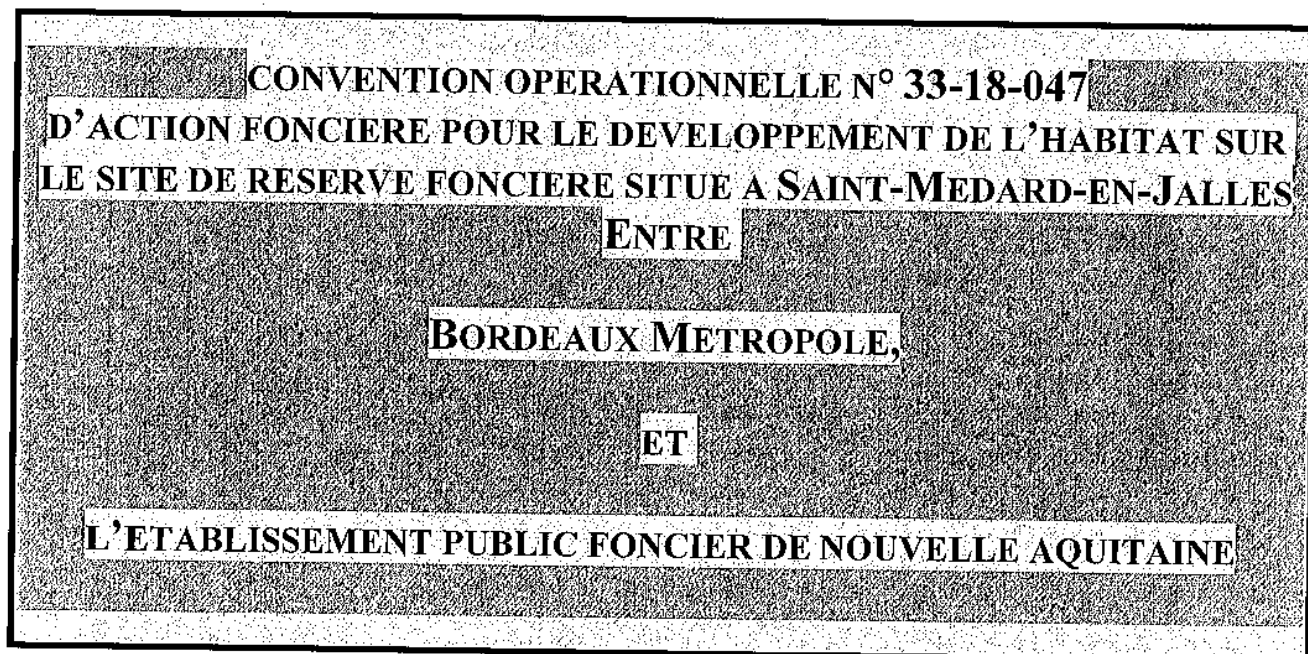 CONVENTION OPERATIONNELLE N° 33-18-047
D'ACTION FONCIERE POUR LE DEVELOPPEMENT DE L'HABITAT SUR
LE SITE DE RESERVE FONCIERE SITUE A SAINT-MEDARD-EN-JALLES
ENTRE
BORDEAUX METROPOLE,
ET
L'ETABLISSEMENT PUBLIC FONCIER DE NOUVELLE AQUITAINE